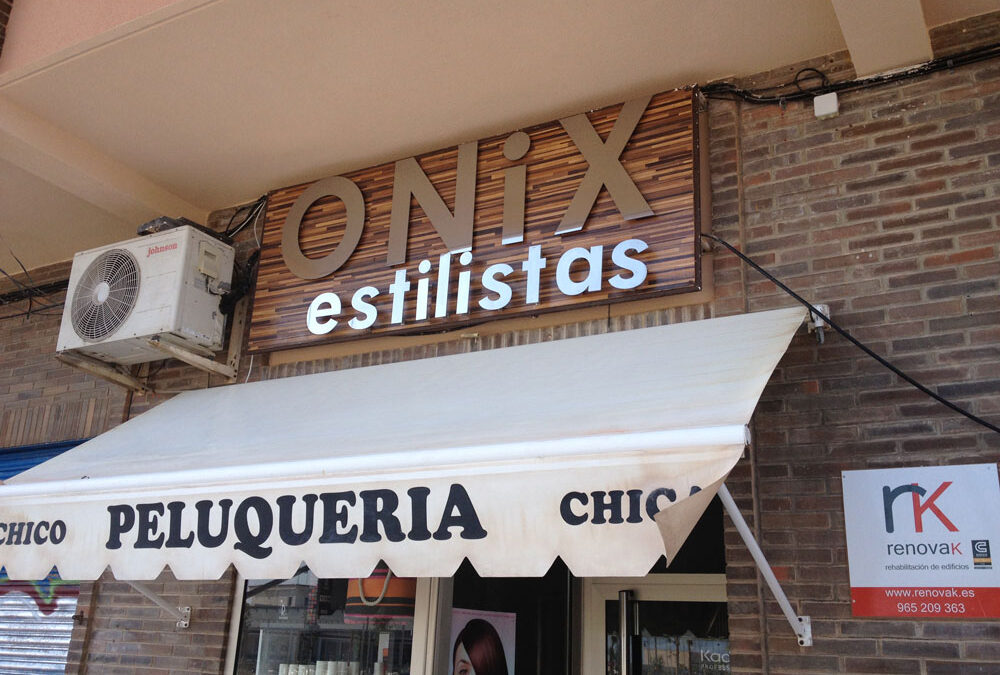 ONiX
estilistas
johnson
CHICO PELUQUERIA CHICA
rK
renovaK
rehabilitación de edificios
www.renovak.es
965 209 363